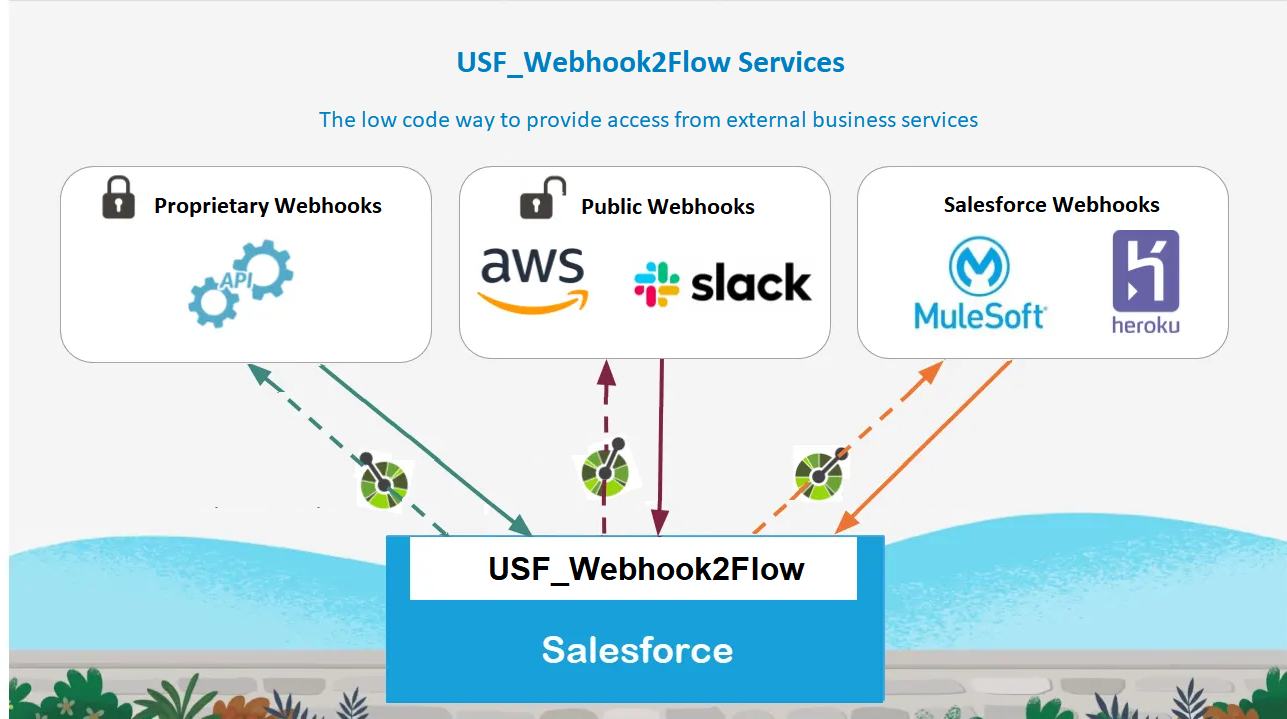 USF_Webhook2Flow Services
The low code way to provide access from external business services
Proprietary Webhooks
API
Public Webhooks
aws
slack
Salesforce Webhooks
MuleSoft
heroku
USF_Webhook2Flow
Salesforce